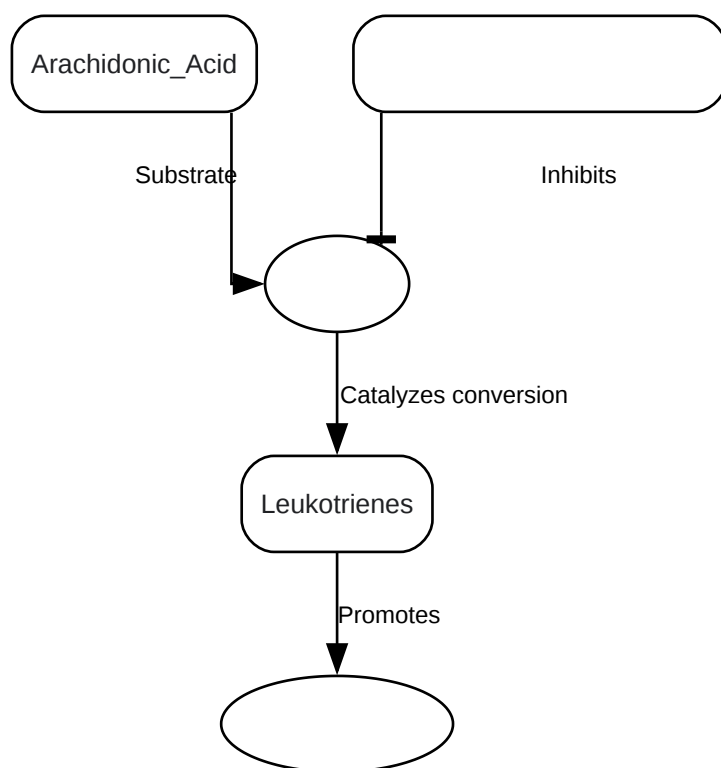 Arachidonic_Acid
Substrate
Inhibits
Catalyzes conversion
Leukotrienes
Promotes